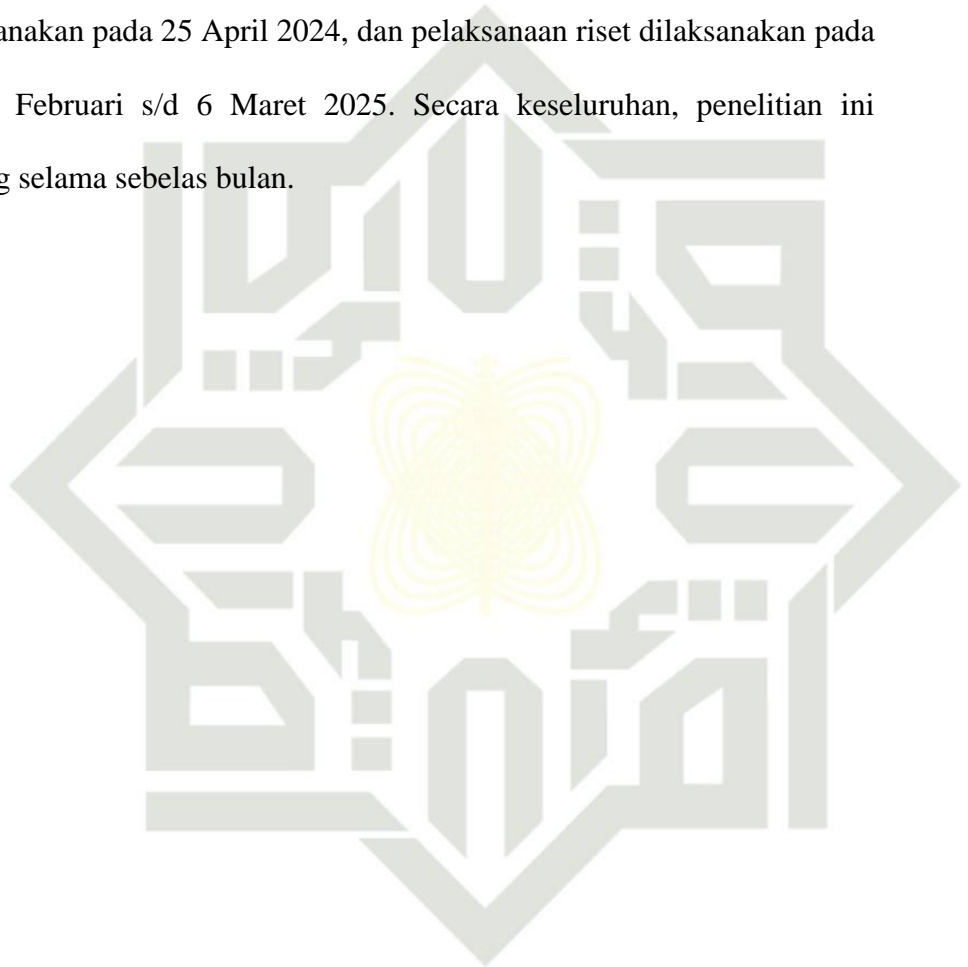 anakan pada 25 April 2024, dan pelaksanaan riset dilaksanakan pada
Februari s/d 6 Maret 2025. Secara keseluruhan, penelitian ini
g selama sebelas bulan.